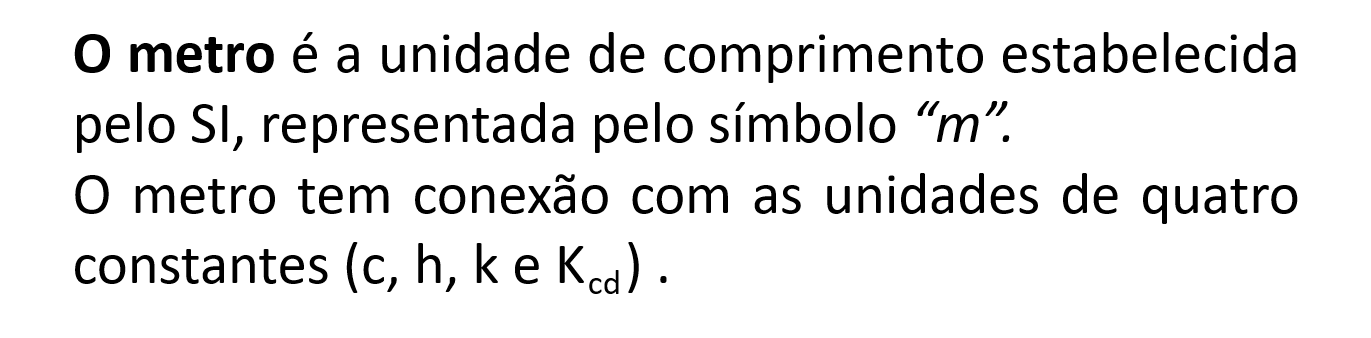 O metro é a unidade de comprimento estabelecida
pelo SI, representada pelo símbolo “m”.
O metro tem conexão com as unidades de quatro
constantes (c, h, k e Kcd) .